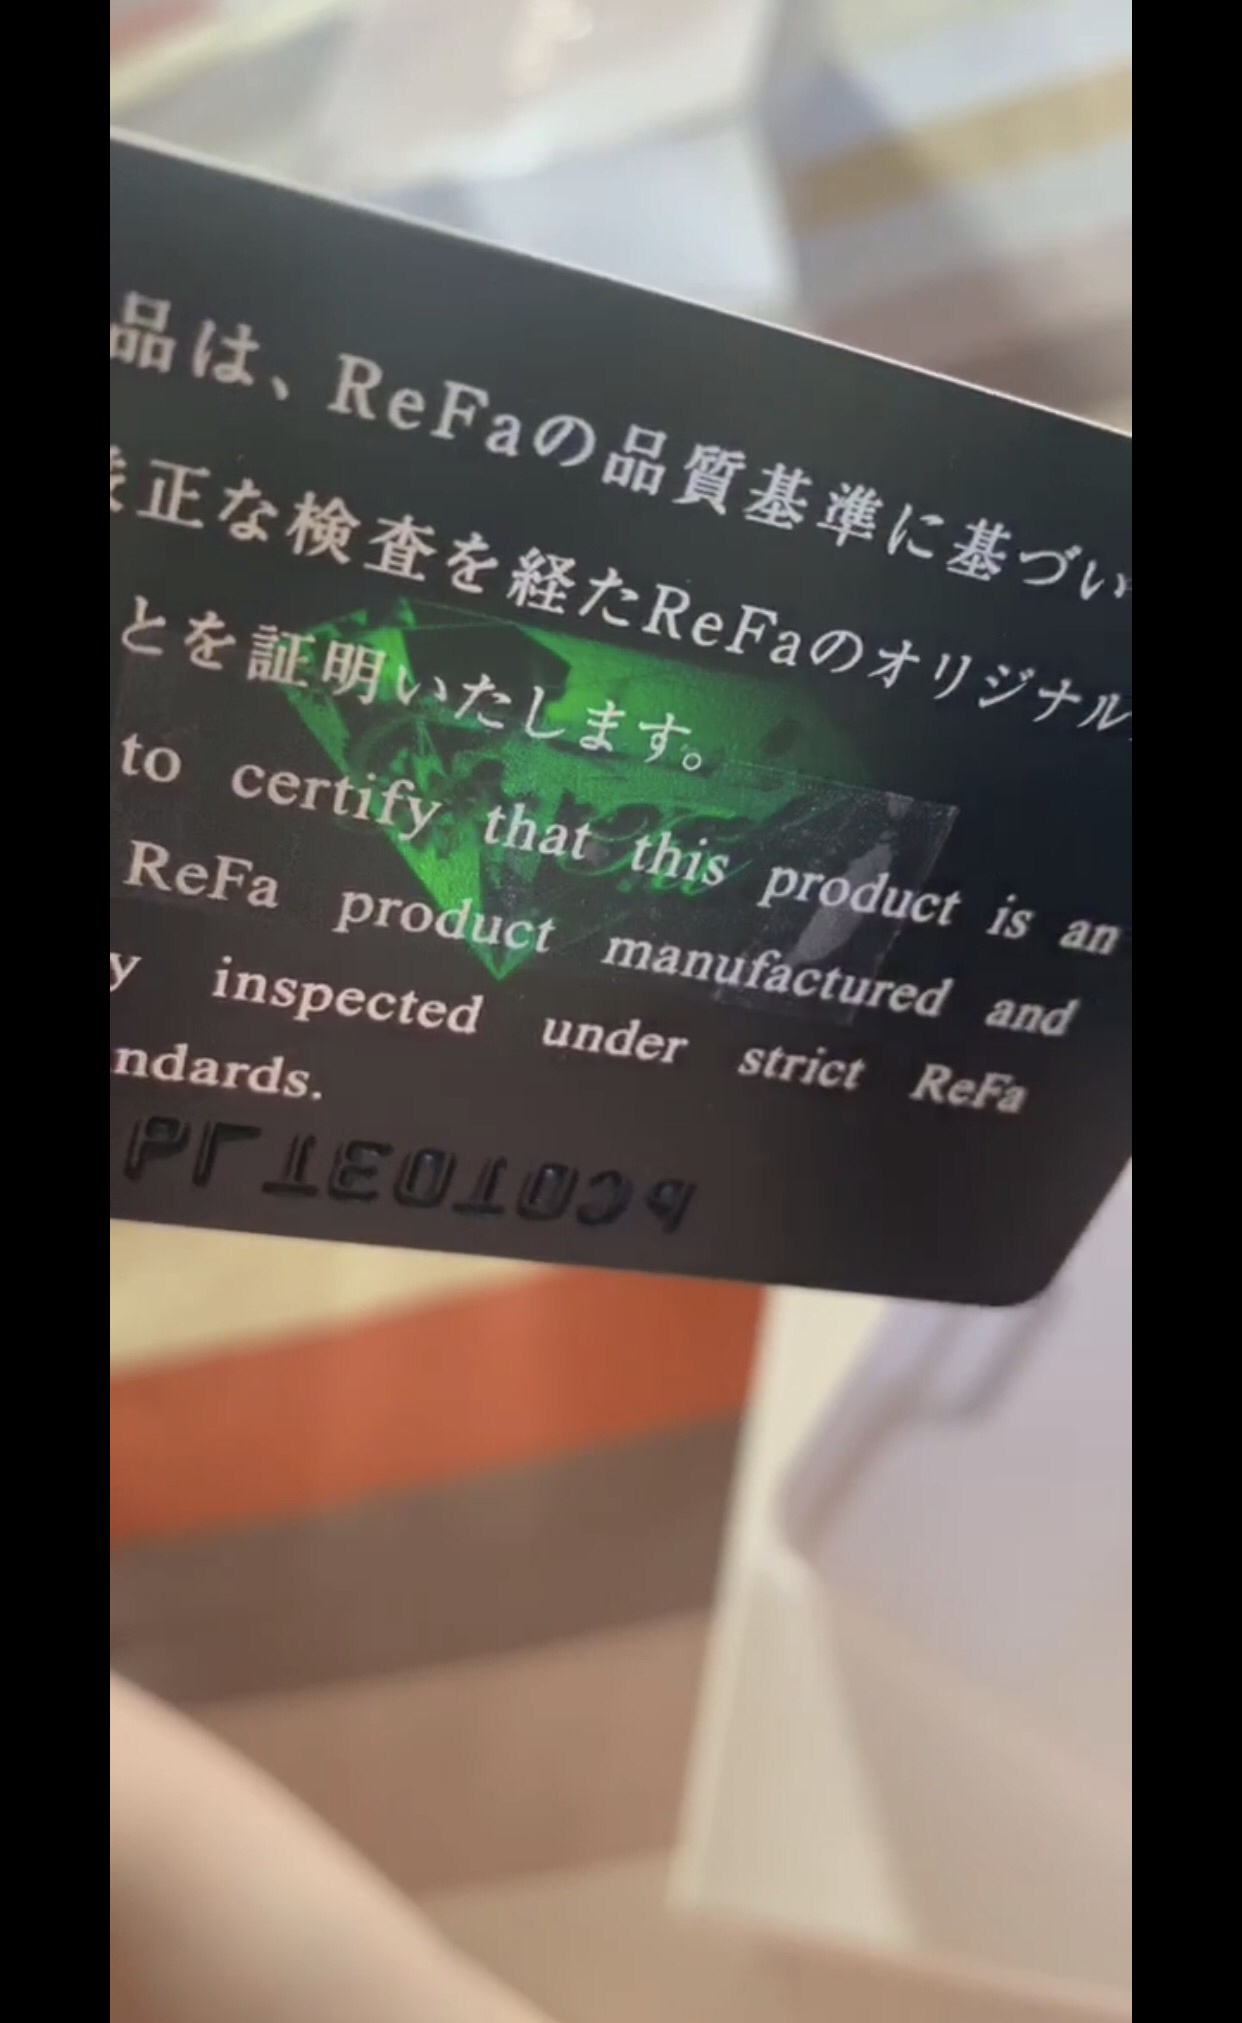 品は、ReFaの品質基準に基づい
正な検査を経たReFaのオリジナル
とを証明いたします。
to certify that this product is an
ReFa product manufactured and
y inspected under strict ReFa
ndards.